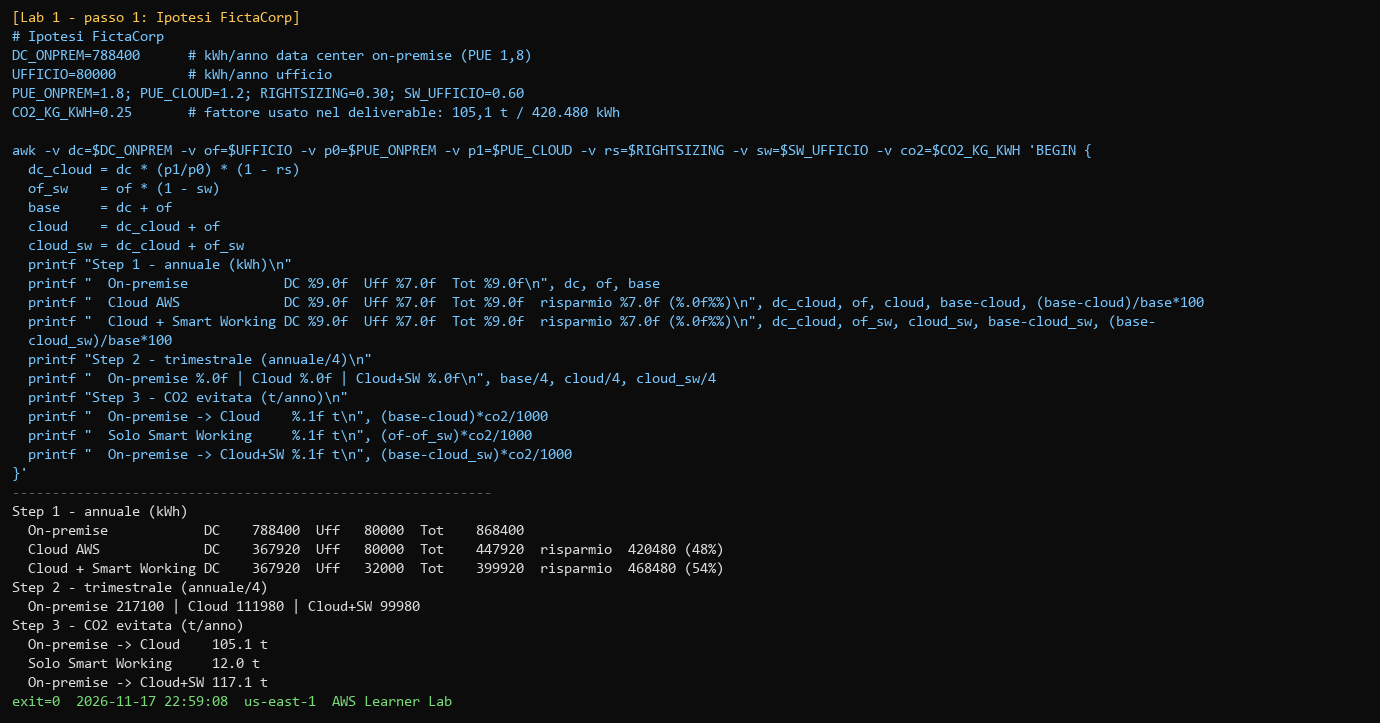 [Lab 1 - passo 1: Ipotesi FictaCorp]
# Ipotesi FictaCorp
DC_ONPREM=788400      # kWh/anno data center on-premise (PUE 1,8)
UFFICIO=80000         # kWh/anno ufficio
PUE_ONPREM=1.8; PUE_CLOUD=1.2; RIGHTSIZING=0.30; SW_UFFICIO=0.60
CO2_KG_KWH=0.25       # fattore usato nel deliverable: 105,1 t / 420.480 kWh

awk -v dc=$DC_ONPREM -v of=$UFFICIO -v p0=$PUE_ONPREM -v p1=$PUE_CLOUD -v rs=$RIGHTSIZING -v sw=$SW_UFFICIO -v co2=$CO2_KG_KWH 'BEGIN {
  dc_cloud = dc * (p1/p0) * (1 - rs)
  of_sw    = of * (1 - sw)
  base     = dc + of
  cloud    = dc_cloud + of
  cloud_sw = dc_cloud + of_sw
  printf "Step 1 - annuale (kWh)\n"
  printf "  On-premise            DC %9.0f  Uff %7.0f  Tot %9.0f\n", dc, of, base
  printf "  Cloud AWS             DC %9.0f  Uff %7.0f  Tot %9.0f  risparmio %7.0f (%.0f%%)\n", dc_cloud, of, cloud, base-cloud, (base-cloud)/base*100
  printf "  Cloud + Smart Working DC %9.0f  Uff %7.0f  Tot %9.0f  risparmio %7.0f (%.0f%%)\n", dc_cloud, of_sw, cloud_sw, base-cloud_sw, (base-
  cloud_sw)/base*100
  printf "Step 2 - trimestrale (annuale/4)\n"
  printf "  On-premise %.0f | Cloud %.0f | Cloud+SW %.0f\n", base/4, cloud/4, cloud_sw/4
  printf "Step 3 - CO2 evitata (t/anno)\n"
  printf "  On-premise -> Cloud    %.1f t\n", (base-cloud)*co2/1000
  printf "  Solo Smart Working     %.1f t\n", (of-of_sw)*co2/1000
  printf "  On-premise -> Cloud+SW %.1f t\n", (base-cloud_sw)*co2/1000
}'
------------------------------------------------------------
Step 1 - annuale (kWh)
  On-premise            DC    788400  Uff   80000  Tot    868400
  Cloud AWS             DC    367920  Uff   80000  Tot    447920  risparmio  420480 (48%)
  Cloud + Smart Working DC    367920  Uff   32000  Tot    399920  risparmio  468480 (54%)
Step 2 - trimestrale (annuale/4)
  On-premise 217100 | Cloud 111980 | Cloud+SW 99980
Step 3 - CO2 evitata (t/anno)
  On-premise -> Cloud    105.1 t
  Solo Smart Working     12.0 t
  On-premise -> Cloud+SW 117.1 t
exit=0  2026-11-17 22:59:08  us-east-1  AWS Learner Lab